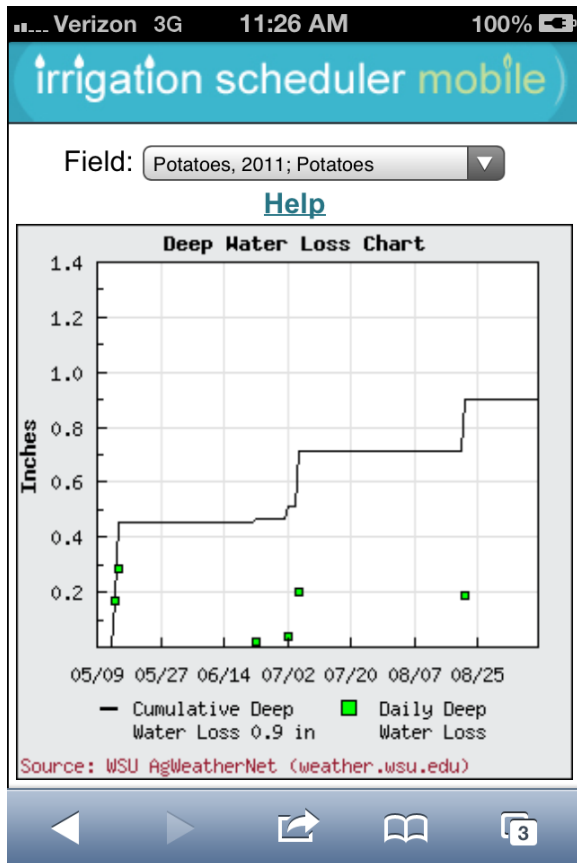 Verizon 3G 11:26 AM 100%
irrigation scheduler mobile
Field: Potatoes, 2011; Potatoes
Help
Deep Water Loss Chart
1.4
1.2
1.0
0.8
0.6
0.4
0.2
Inches
05/09 05/27 06/14 07/02 07/20 08/07 08/25
Cumulative Deep
Water Loss 0.9 in
Daily Deep
Water Loss
Source: WSU AgWeatherNet (weather.wsu.edu)
3